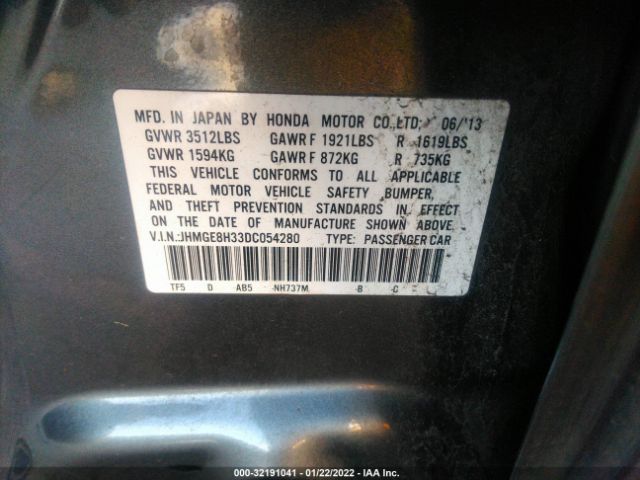 MFD. IN JAPAN BY HONDA MOTOR CO.,LTD; 06/'13
GVWR 3512LBS GAWR F 1921LBS R 1619LBS
GVWR 1594KG GAWR F 872KG R 735KG
THIS VEHICLE CONFORMS TO ALL APPLICABLE
FEDERAL MOTOR VEHICLE SAFETY, BUMPER,
AND THEFT PREVENTION STANDARDS IN EFFECT
ON THE DATE OF MANUFACTURE SHOWN ABOVE.
V.I.N.:JHMGE8H33DC054280 TYPE: PASSENGER CAR
TF5 D AB5 -NH737M -B -C
000-32191041 - 01/22/2022 - IAA Inc.